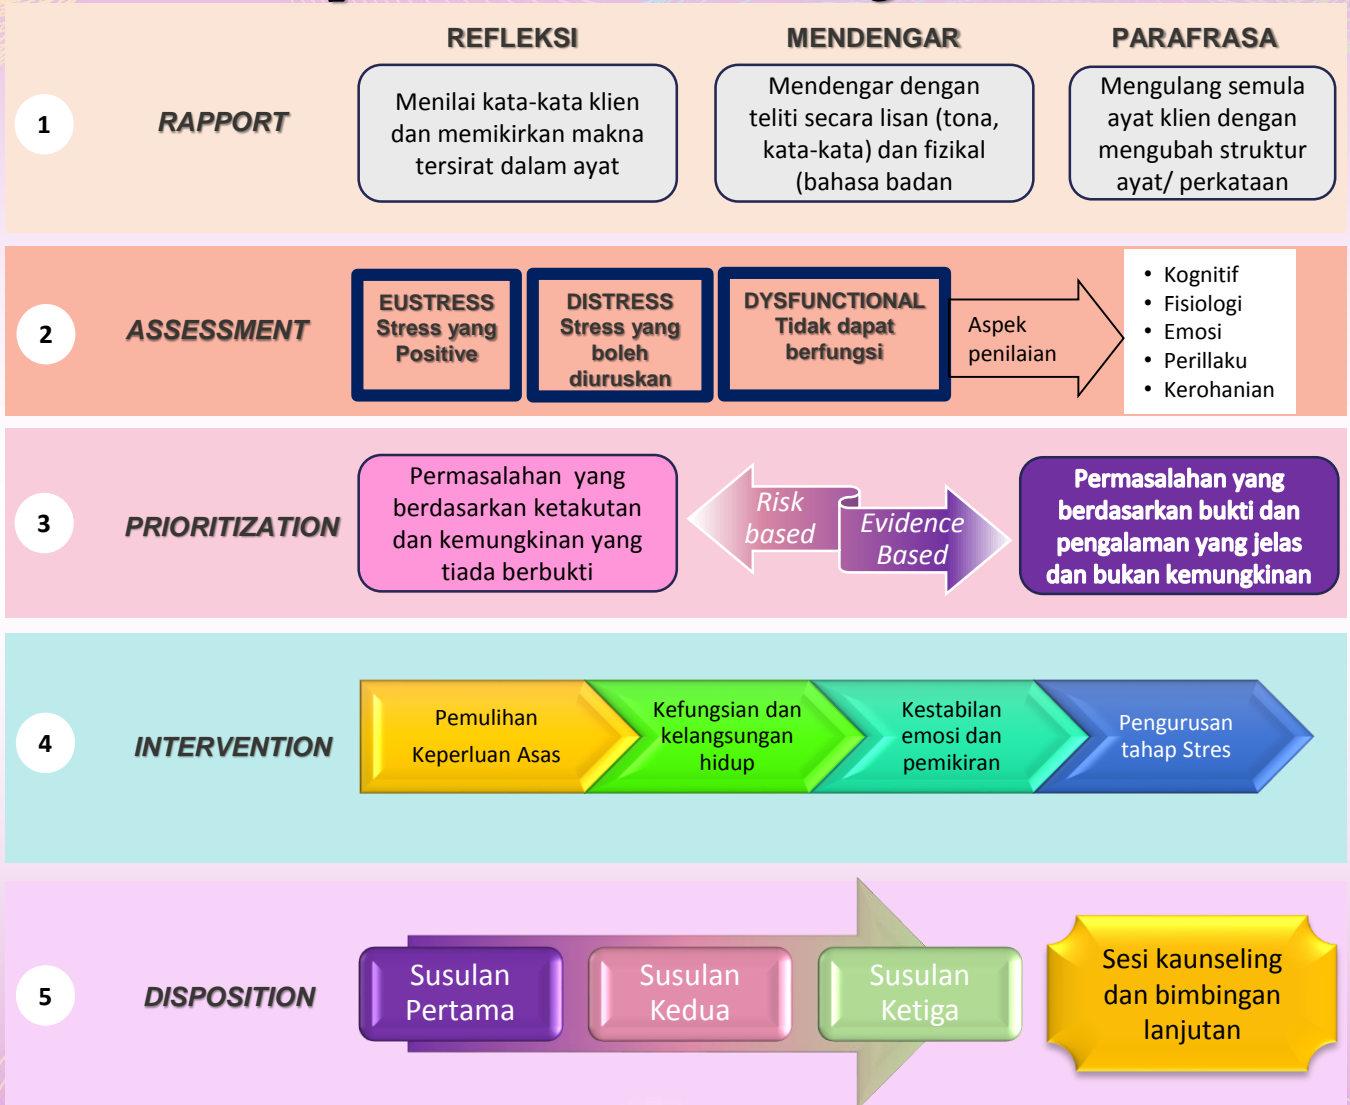 REFLEKSI
MENDENGAR
PARAFRASA
1
RAPPORT
Menilai kata-kata klien
dan memikirkan makna
tersirat dalam ayat
Mendengar dengan
teliti secara lisan (tona,
kata-kata) dan fizikal
(bahasa badan
Mengulang semula
ayat klien dengan
mengubah struktur
ayat/ perkataan
2
ASSESSMENT
EUSTRESS
Stress yang
Positive
DISTRESS
Stress yang
boleh
diuruskan
DYSFUNCTIONAL
Tidak dapat
berfungsi
Aspek
penilaian
• Kognitif
• Fisiologi
• Emosi
• Perillaku
• Kerohanian
3
PRIORITIZATION
Permasalahan yang
berdasarkan ketakutan
dan kemungkinan yang
tiada berbukti
Risk
based
Evidence
Based
Permasalahan yang
berdasarkan bukti dan
pengalaman yang jelas
dan bukan kemungkinan
4
INTERVENTION
Pemulihan
Keperluan Asas
Kefungsian dan
kelangsungan
hidup
Kestabilan
emosi dan
pemikiran
Pengurusan
tahap Stres
5
DISPOSITION
Susulan
Pertama
Susulan
Kedua
Susulan
Ketiga
Sesi kaunseling
dan bimbingan
lanjutan